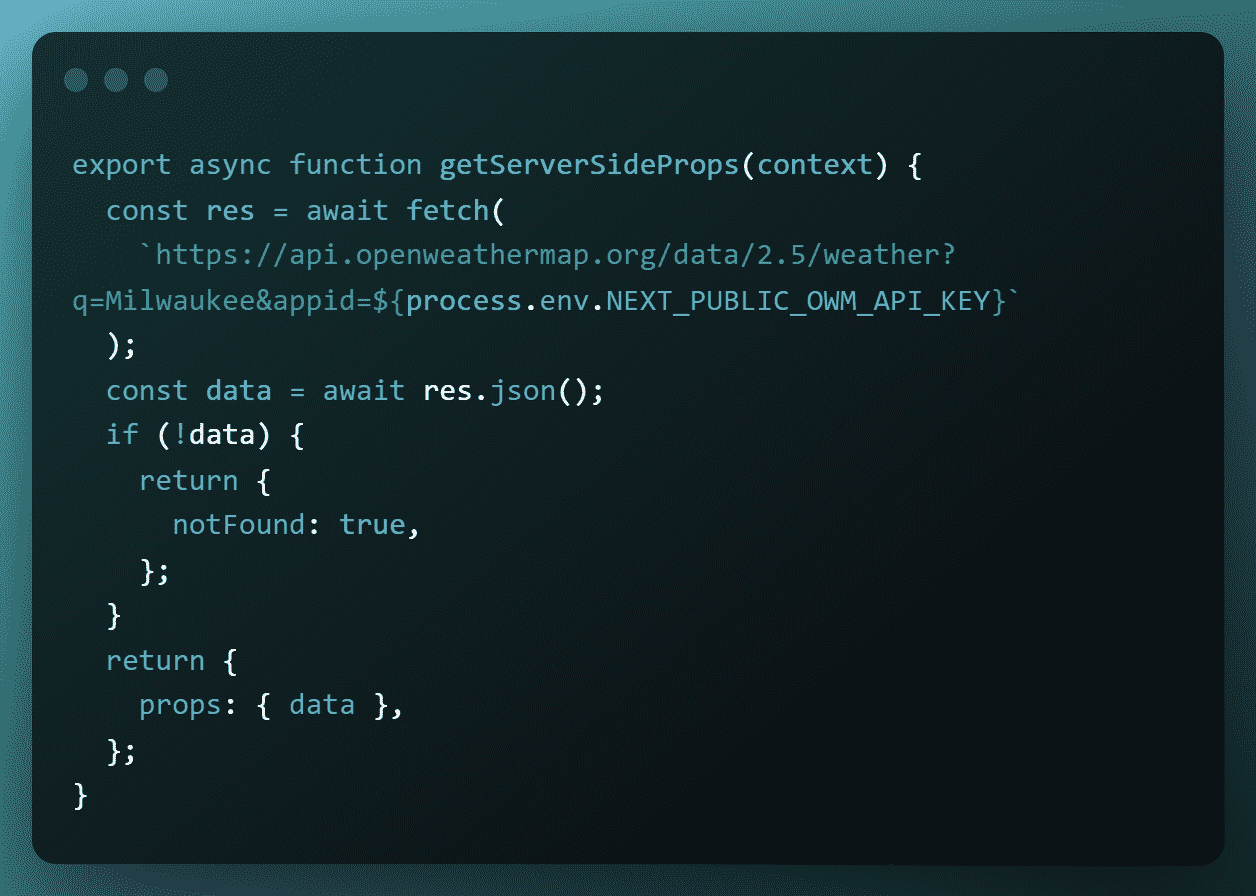 export async function getServerSideProps(context) {
  const res = await fetch(
    `https://api.openweathermap.org/data/2.5/weather?
q=Milwaukee&appid=${process.env.NEXT_PUBLIC_OWM_API_KEY}`
  );
  const data = await res.json();
  if (!data) {
    return {
      notFound: true,
    };
  }
  return {
    props: { data },
  };
}